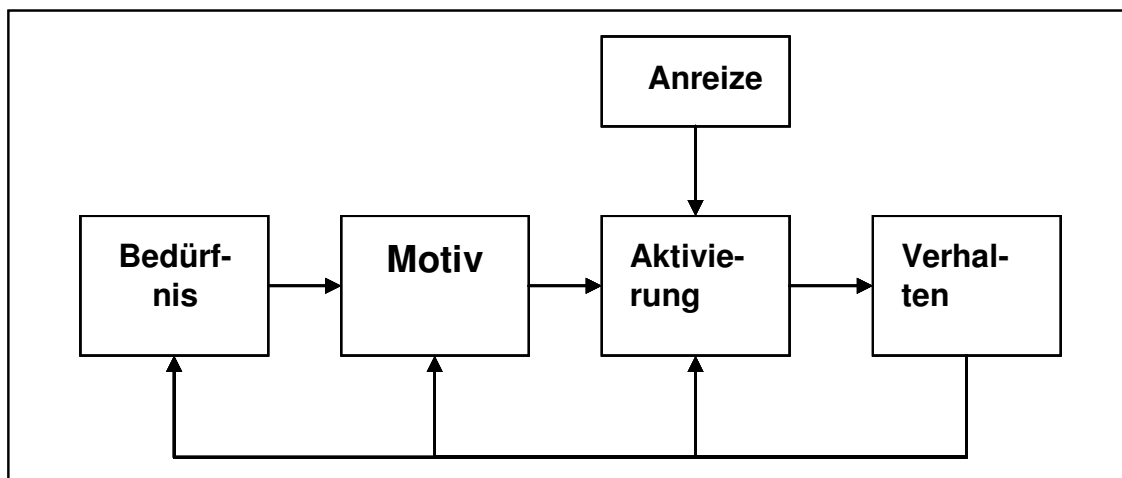 Anreize
Bedürf-
nis
Motiv
Aktivie-
rung
Verhal-
ten